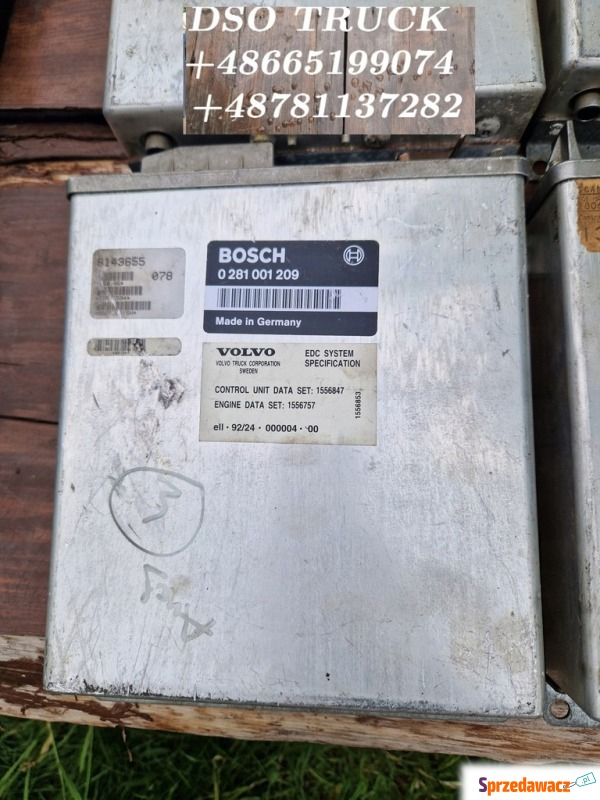 DSO TRUCK
+48665199074
+48781137282
8143655
078
BOSCH
0 281 001 209
Made in Germany
VOLVO
VOLVO TRUCK CORPORATION
SWEDEN
EDC SYSTEM
SPECIFICATION
CONTROL UNIT DATA SET: 1556847
ENGINE DATA SET: 1556757
1556853
ell · 92/24 · 000004 · 00
Sprzedawacz.pl